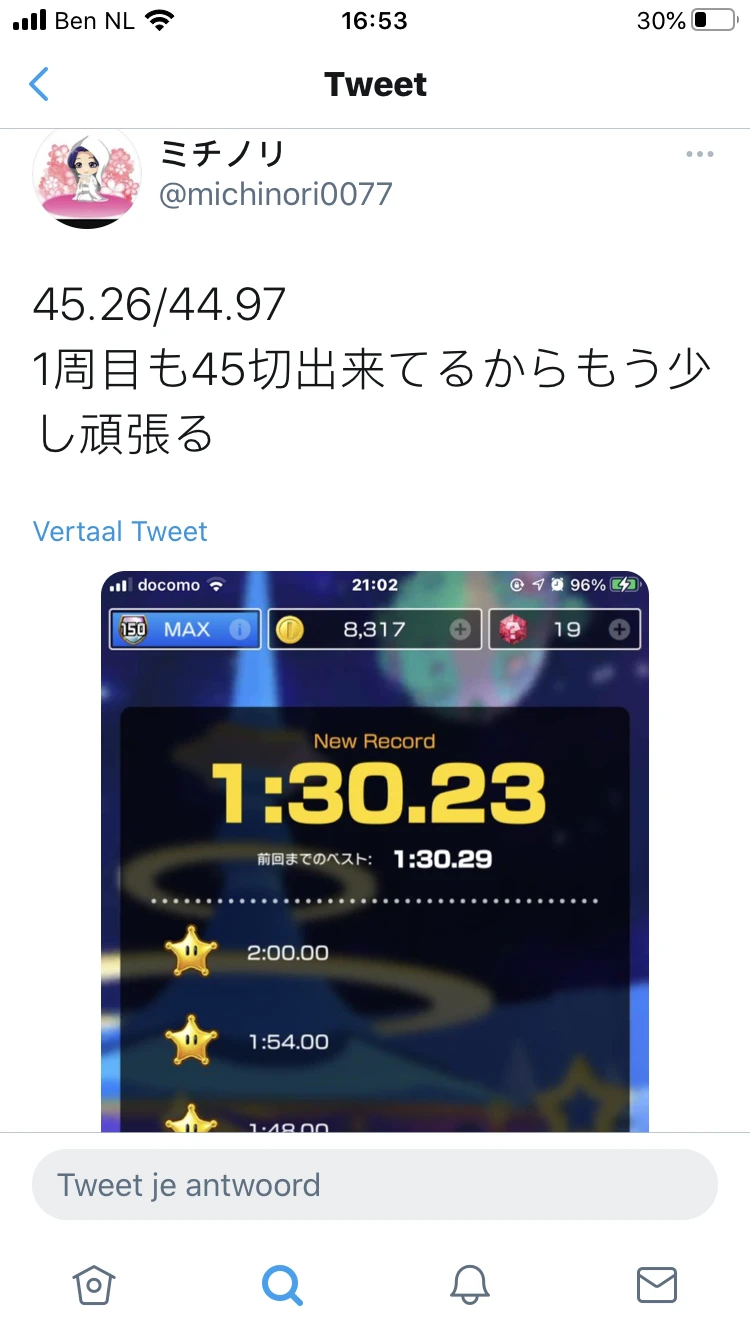 Ben NL 16:53 30%
Tweet
ミチノリ
@michinori0077
45.26/44.97
1周目も45切出来てるからもう少
し頑張る
Vertaal Tweet
docomo 21:02 96%
150 MAX i 8,317 + 19 +
New Record
1:30.23
前回までのベスト: 1:30.29
2:00.00
1:54.00
1:48.00
Tweet je antwoord